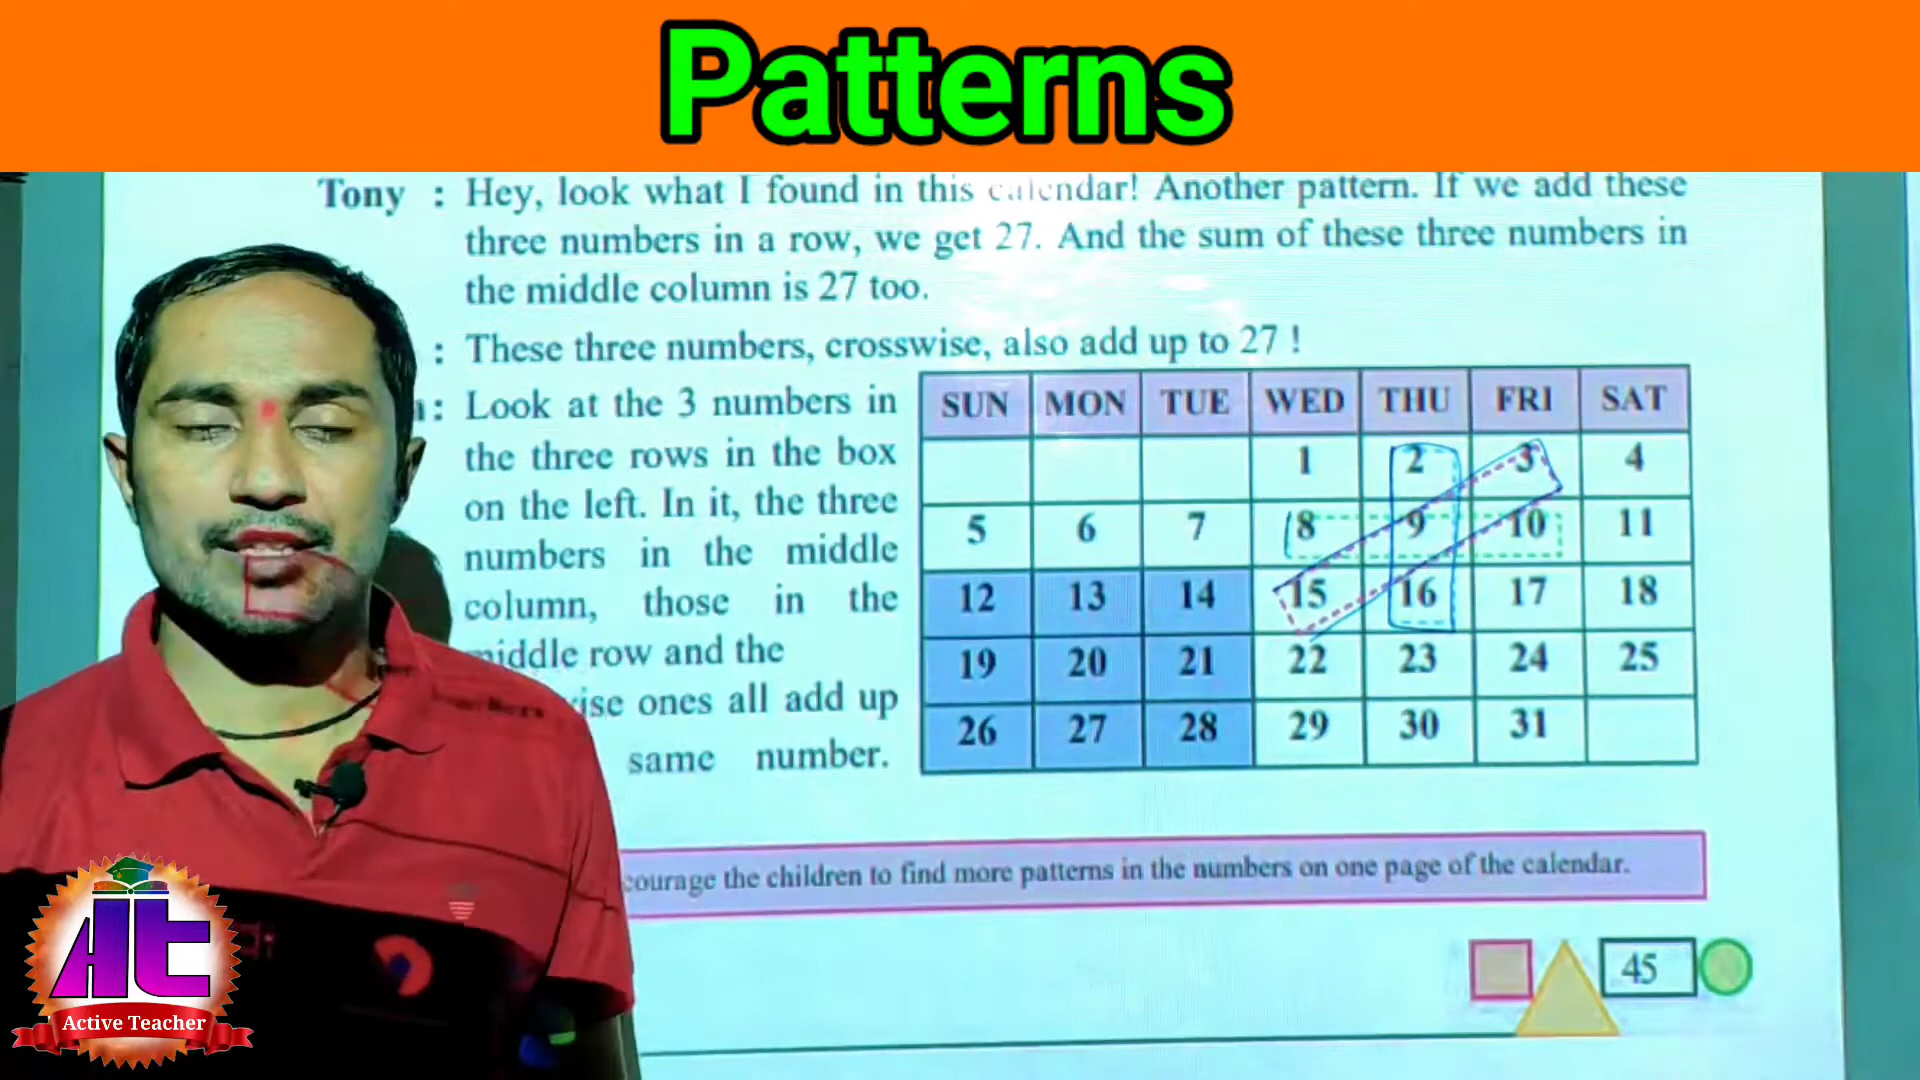 Patterns
Tony : Hey, look what I found in this calendar! Another pattern. If we add these
three numbers in a row, we get 27. And the sum of these three numbers in
the middle column is 27 too.
: These three numbers, crosswise, also add up to 27 !
: Look at the 3 numbers in
the three rows in the box
on the left. In it, the three
numbers in the middle
column, those in the
middle row and the
ise ones all add up
same number.
SUN MON TUE WED THU FRI SAT
1 2 3 4
5 6 7 8 9 10 11
12 13 14 15 16 17 18
19 20 21 22 23 24 25
26 27 28 29 30 31
courage the children to find more patterns in the numbers on one page of the calendar.
45
At
Active Teacher